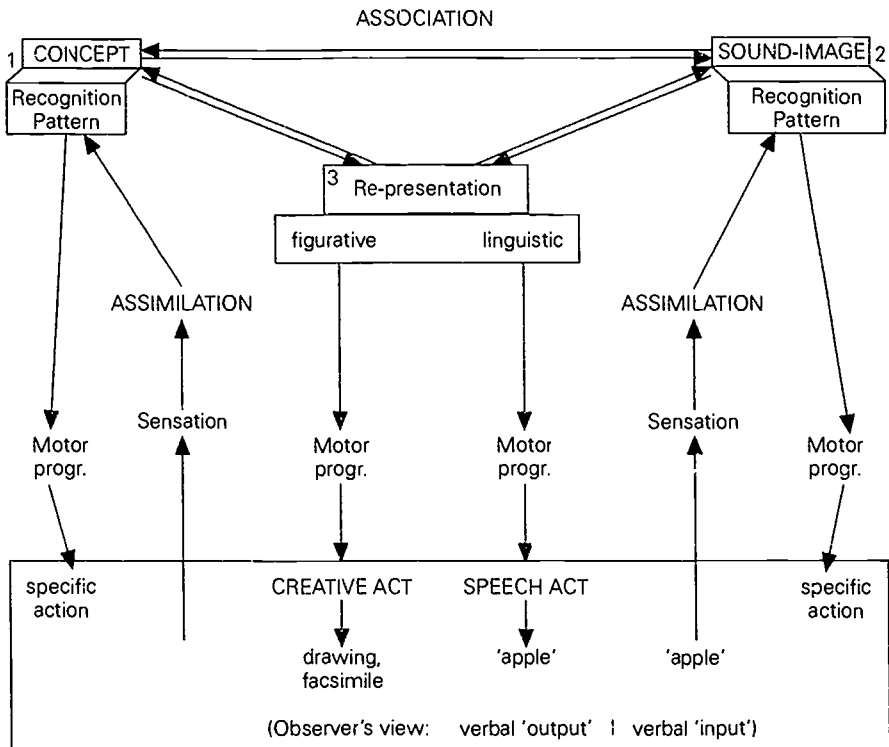 ASSOCIATION
1 CONCEPT
SOUND-IMAGE 2
Recognition
Pattern
Recognition
Pattern
3
Re-presentation
figurative linguistic
ASSIMILATION
ASSIMILATION
Sensation
Sensation
Motor
progr.
Motor
progr.
Motor
progr.
Motor
progr.
specific
action
CREATIVE ACT
SPEECH ACT
specific
action
drawing,
facsimile
'apple'
'apple'
(Observer's view: verbal 'output' | verbal 'input')